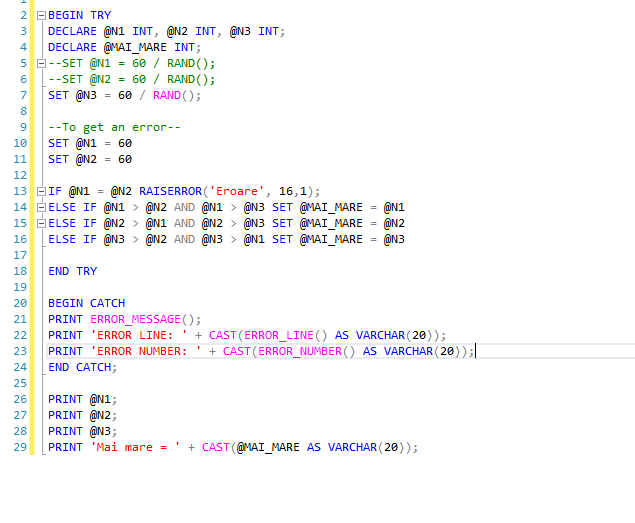 1
2 BEGIN TRY
3 DECLARE @N1 INT, @N2 INT, @N3 INT;
4 DECLARE @MAI_MARE INT;
5 --SET @N1 = 60 / RAND();
6 --SET @N2 = 60 / RAND();
7 SET @N3 = 60 / RAND();
8
9 --To get an error--
10 SET @N1 = 60
11 SET @N2 = 60
12
13 IF @N1 = @N2 RAISERROR('Eroare', 16,1);
14 ELSE IF @N1 > @N2 AND @N1 > @N3 SET @MAI_MARE = @N1
15 ELSE IF @N2 > @N1 AND @N2 > @N3 SET @MAI_MARE = @N2
16 ELSE IF @N3 > @N2 AND @N3 > @N1 SET @MAI_MARE = @N3
17
18 END TRY
19
20 BEGIN CATCH
21 PRINT ERROR_MESSAGE();
22 PRINT 'ERROR LINE: ' + CAST(ERROR_LINE() AS VARCHAR(20));
23 PRINT 'ERROR NUMBER: ' + CAST(ERROR_NUMBER() AS VARCHAR(20));
24 END CATCH;
25
26 PRINT @N1;
27 PRINT @N2;
28 PRINT @N3;
29 PRINT 'Mai mare = ' + CAST(@MAI_MARE AS VARCHAR(20));